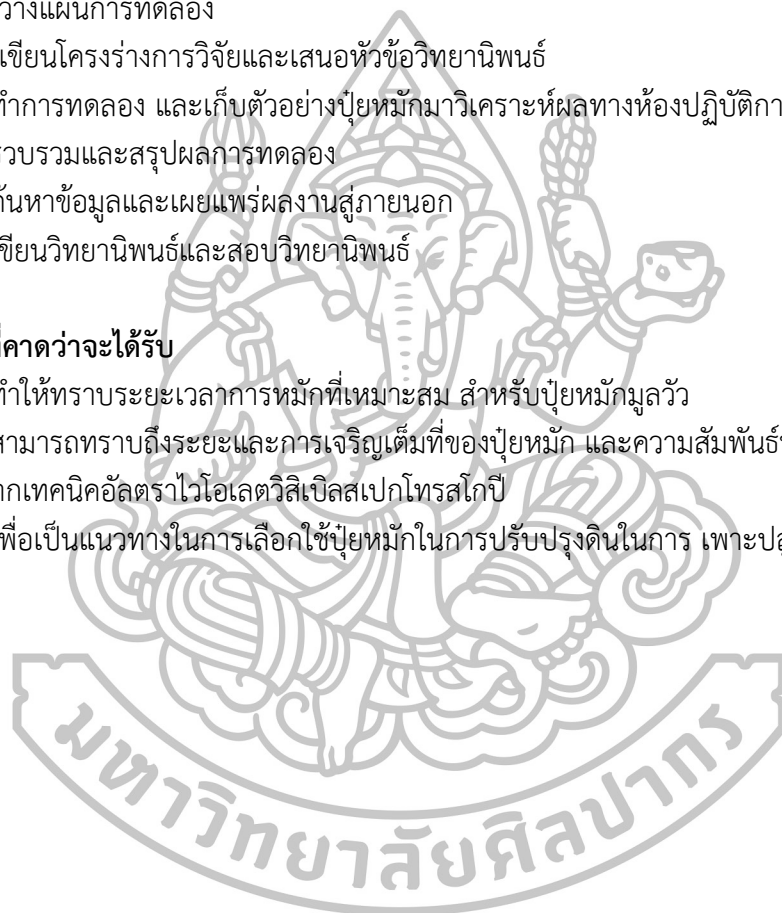 วางแผนการทดลอง
เขียนโครงร่างการวิจัยและเสนอหัวข้อวิทยานิพนธ์
ทำการทดลอง และเก็บตัวอย่างปุ๋ยหมักมาวิเคราะห์ผลทางห้องปฏิบัติกา
รวบรวมและสรุปผลการทดลอง
ค้นหาข้อมูลและเผยแพร่ผลงานสู่ภายนอก
เขียนวิทยานิพนธ์และสอบวิทยานิพนธ์
ที่คาดว่าจะได้รับ
ทำให้ทราบระยะเวลาการหมักที่เหมาะสม สำหรับปุ๋ยหมักมูลวัว
สามารถทราบถึงระยะและการเจริญเต็มที่ของปุ๋ยหมัก และความสัมพันธ์
ากเทคนิคอัลตราไวโอเลตวิสิเบิลสเปกโทรสโกปี
เพื่อเป็นแนวทางในการเลือกใช้ปุ๋ยหมักในการปรับปรุงดินในการ เพาะปลู
มหาวิทยาลัยศิลปากร